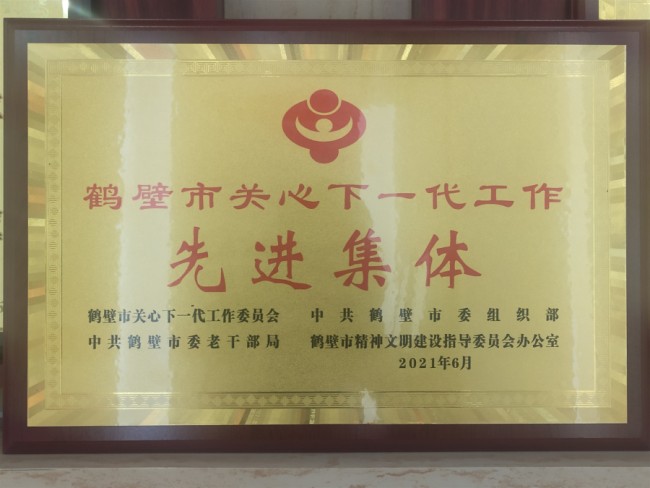 鹤壁市关心下一代工作
先进集体
鹤壁市关心下一代工作委员会 中共鹤壁市委组织部
中共鹤壁市委老干部局 鹤壁市精神文明建设指导委员会办公室
2021年6月